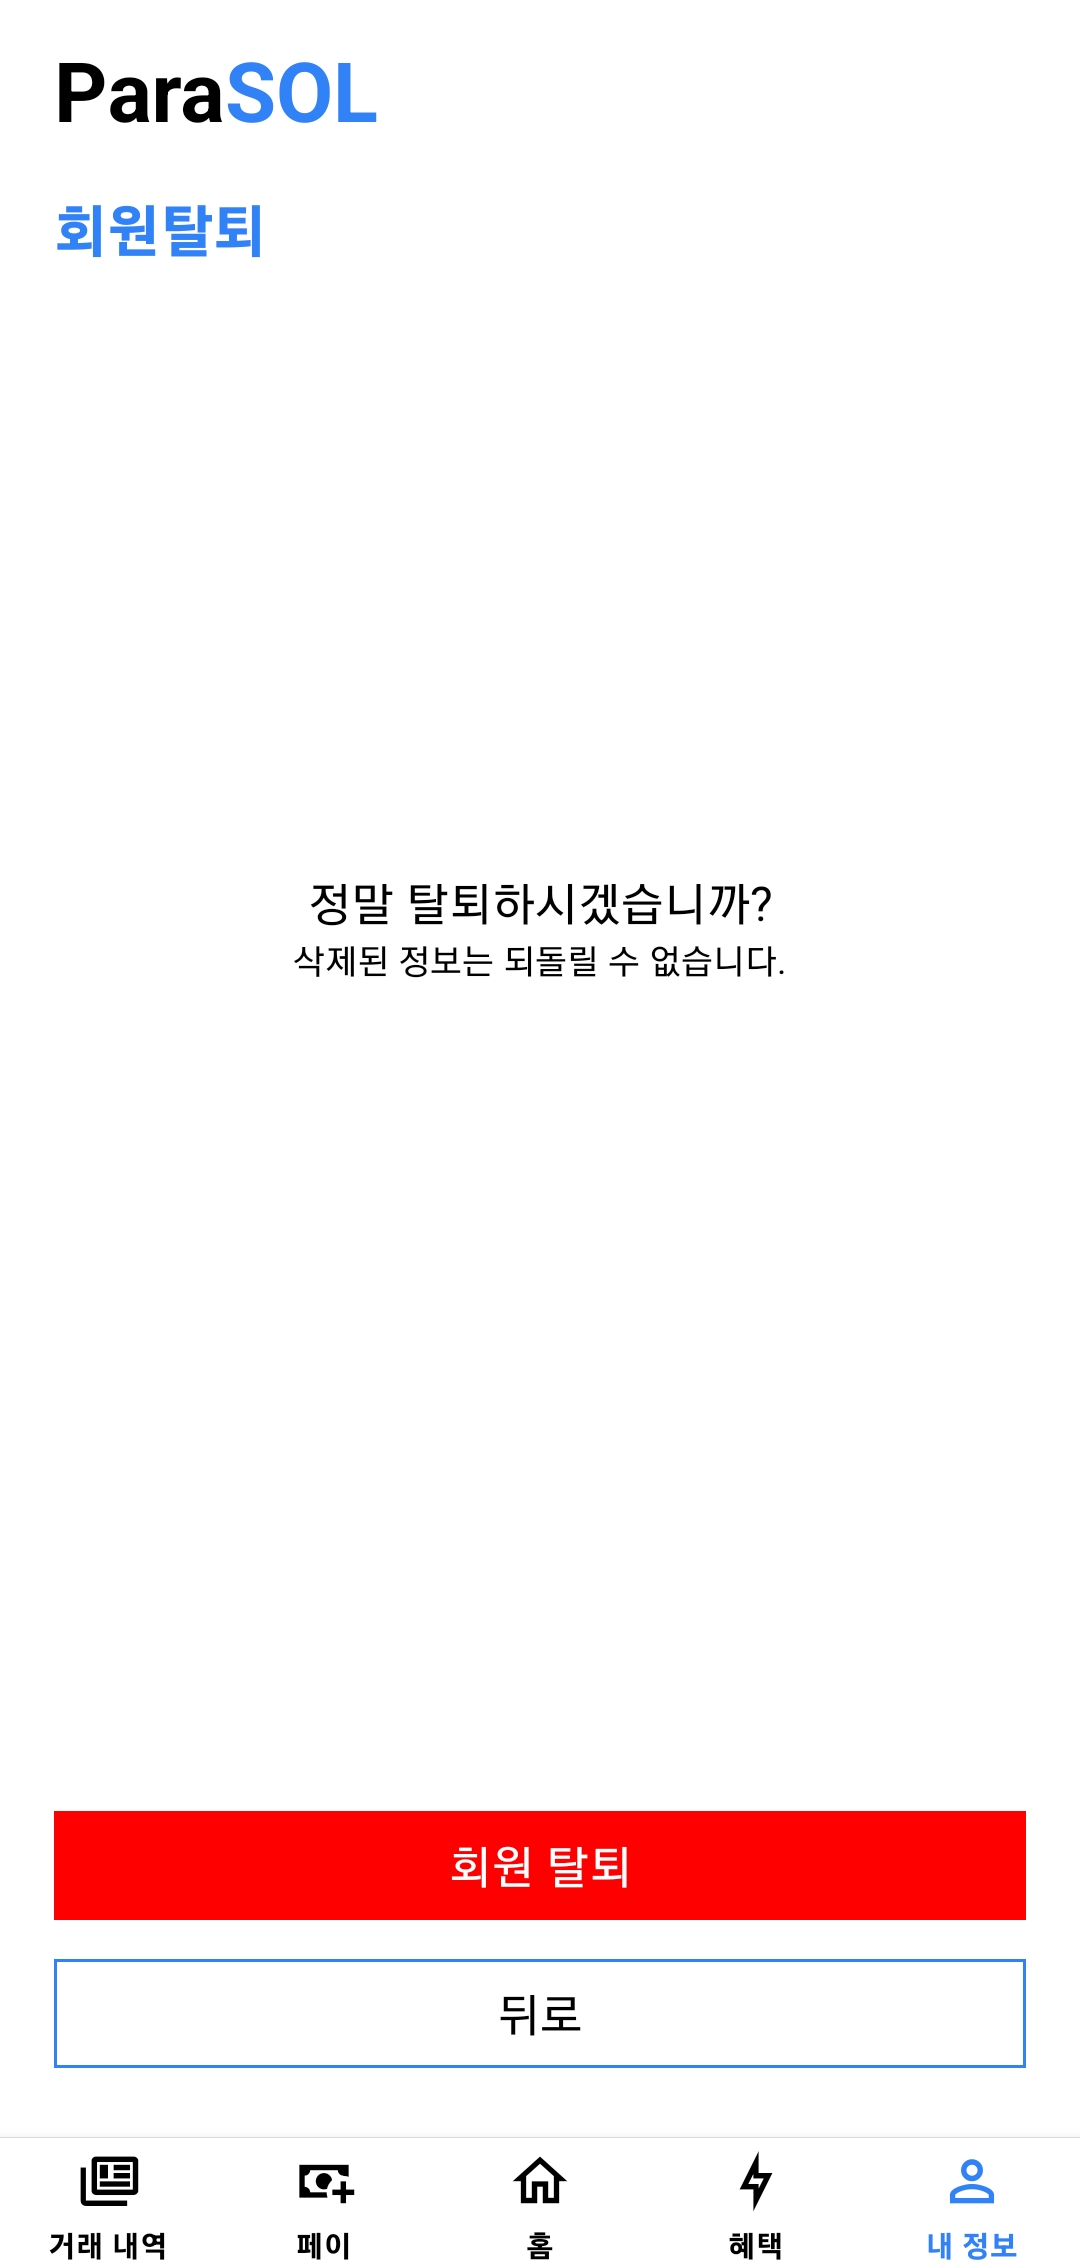 ParaSOL
회원탈퇴
정말 탈퇴하시겠습니까?
삭제된 정보는 되돌릴 수 없습니다.
회원 탈퇴
뒤로
거래 내역 페이 홈 혜택 내 정보